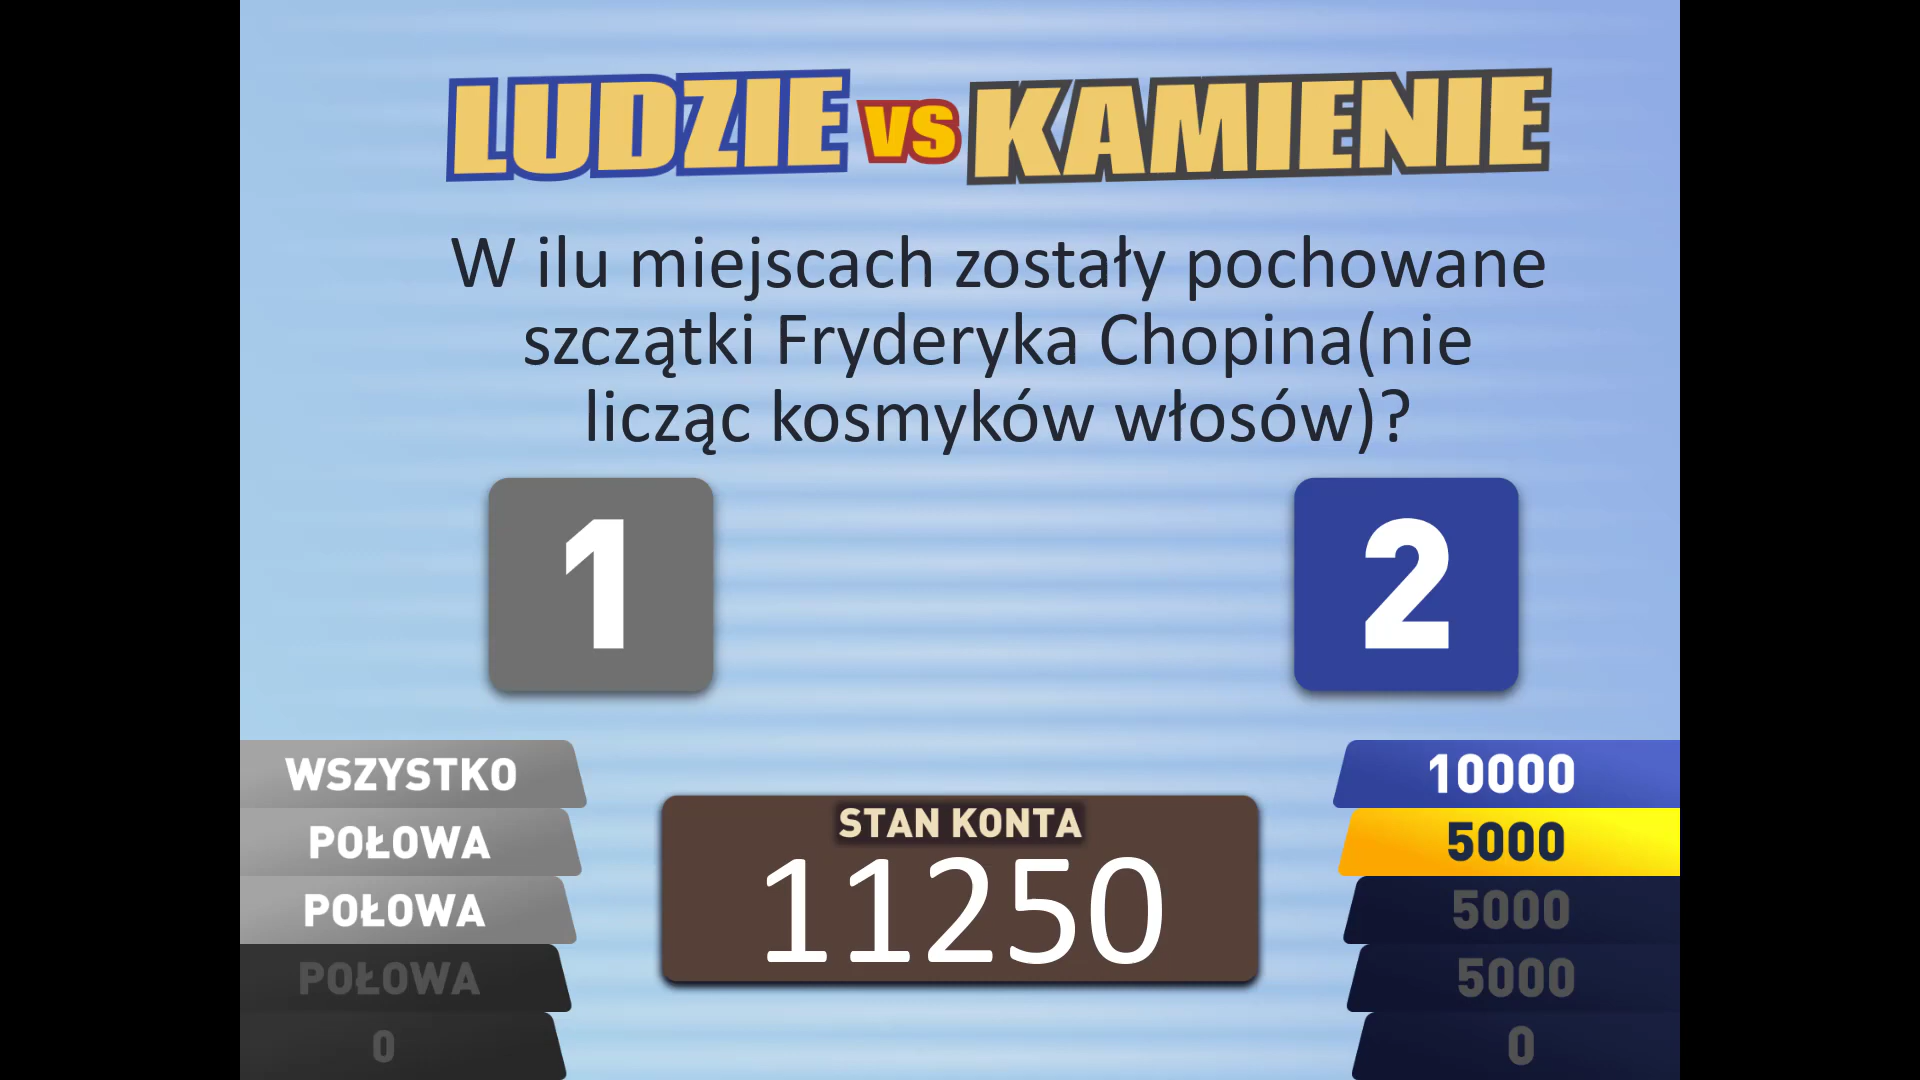 LUDZIE VS KAMIENIE
W ilu miejscach zostały pochowane
szczątki Fryderyka Chopina(nie
licząc kosmyków włosów)?
1
2
WSZYSTKO
POŁOWA
POŁOWA
POŁOWA
0
STAN KONTA
11250
10000
5000
5000
5000
0